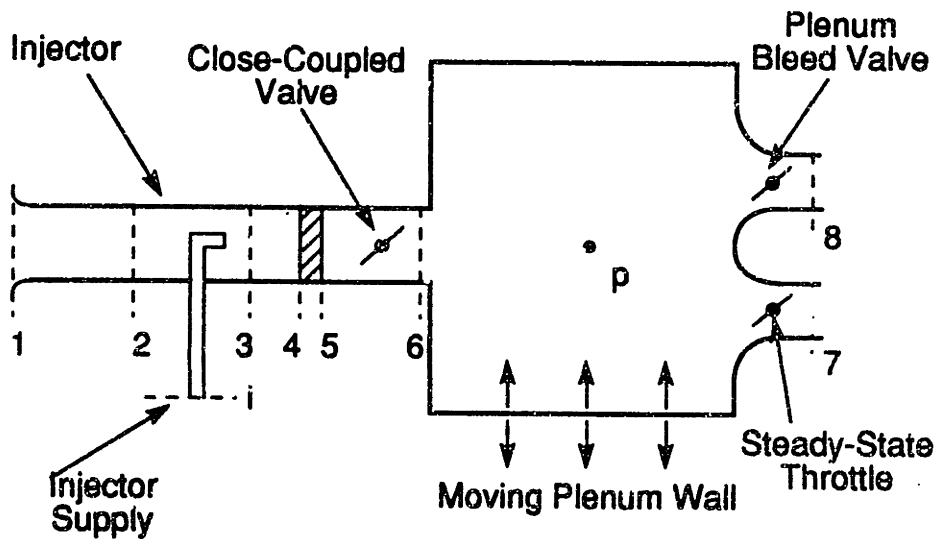 Injector
Close-Coupled
Valve
Plenum
Bleed Valve
p
8
1
2
3
4
5
6
7
i
Injector
Supply
Moving Plenum Wall
Steady-State
Throttle